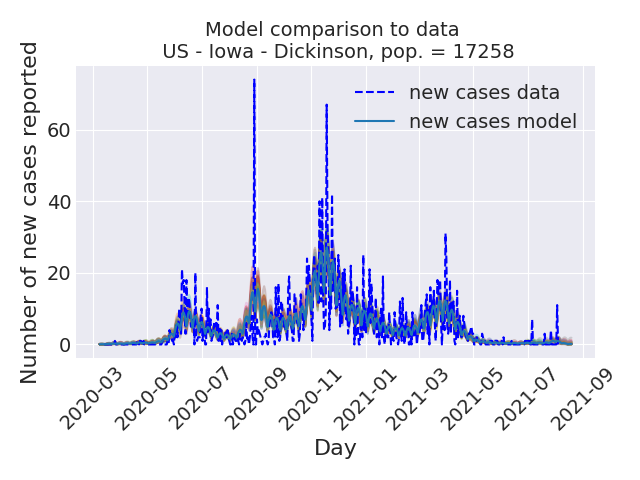 Model comparison to data
US - Iowa - Dickinson, pop. = 17258
Number of new cases reported
60
40
20
0
new cases data
new cases model
2020-03
2020-05
2020-07
2020-09
2020-11
2021-01
2021-03
2021-05
2021-07
2021-09
Day